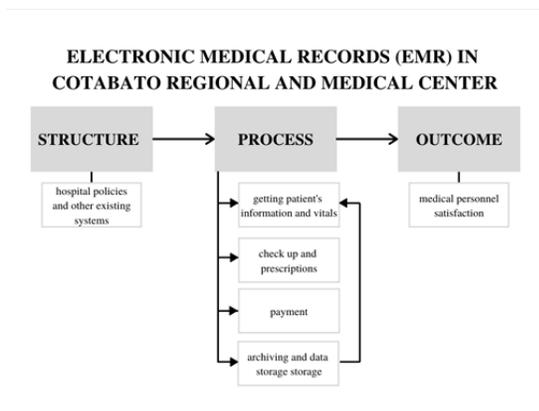 ELECTRONIC MEDICAL RECORDS (EMR) IN
COTABATO REGIONAL AND MEDICAL CENTER
STRUCTURE
PROCESS
OUTCOME
hospital policies
and other existing
systems
getting patient's
information and vitals
medical personnel
satisfaction
check up and
prescriptions
payment
archiving and data
storage storage